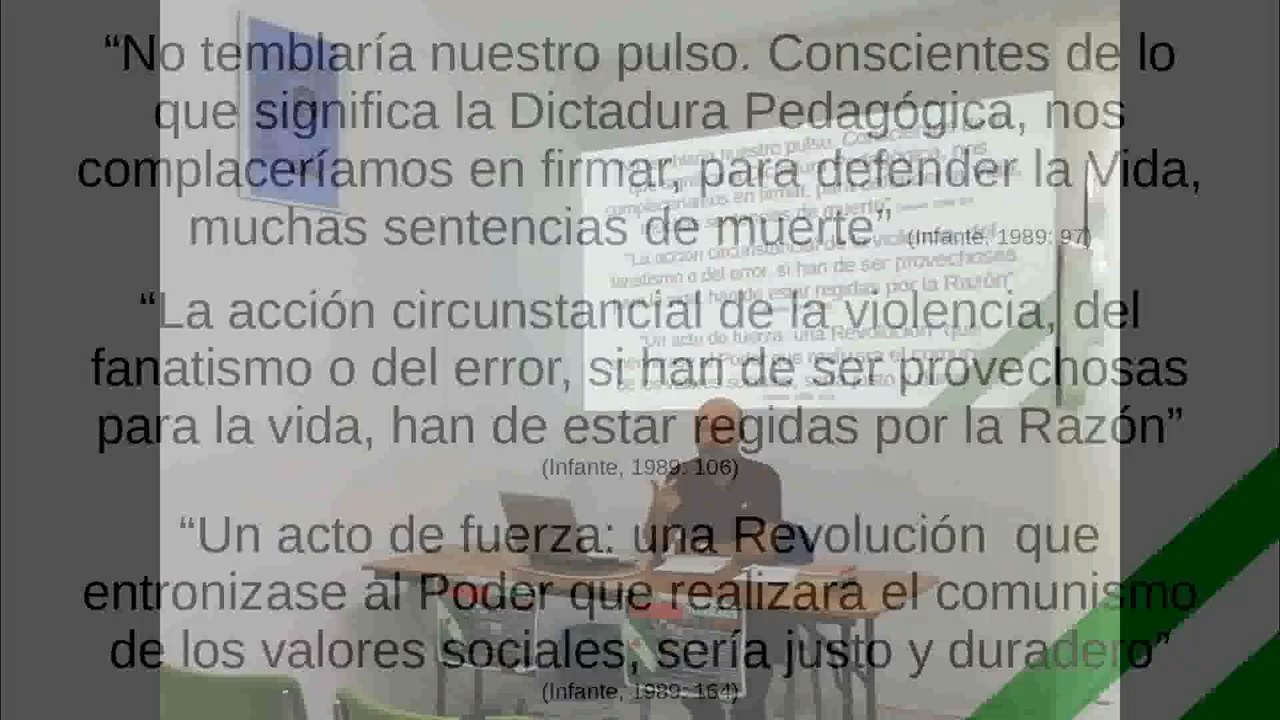 “No temblaría nuestro pulso. Conscientes de lo
que significa la Dictadura Pedagógica, nos
complaceríamos en firmar, para defender la Vida,
muchas sentencias de muerte” (Infante, 1989: 97)
“La acción circunstancial de la violencia, del
fanatismo o del error, si han de ser provechosas
para la vida, han de estar regidas por la Razón”
(Infante, 1989: 106)
“Un acto de fuerza: una Revolución que
entronizase al Poder que realizara el comunismo
de los valores sociales, sería justo y duradero”
(Infante, 1989: 164)